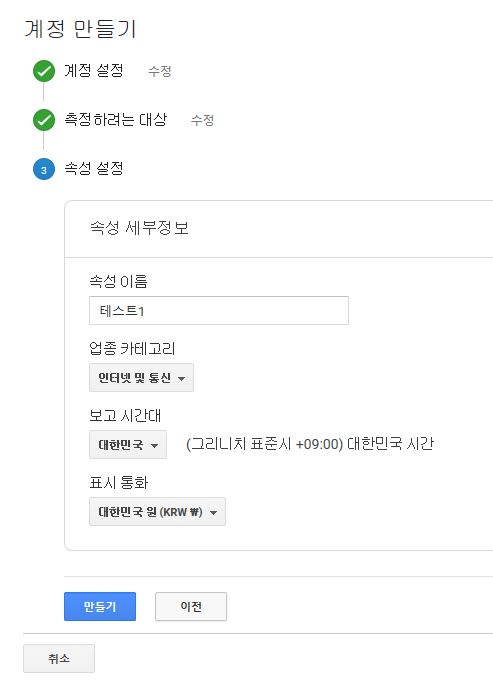 계정 만들기
계정 설정 수정
측정하려는 대상 수정
3 속성 설정
속성 세부정보
속성 이름
테스트1
업종 카테고리
인터넷 및 통신
보고 시간대
대한민국 (그리니치 표준시 +09:00) 대한민국 시간
표시 통화
대한민국 원 (KRW ₩)
만들기 이전
취소